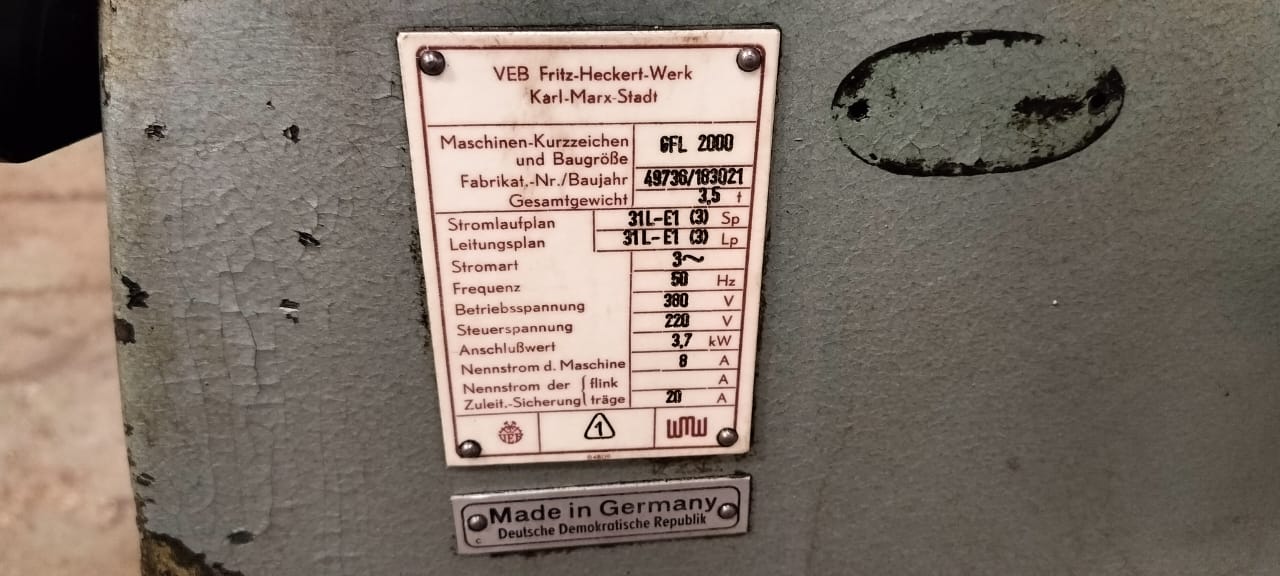 VEB Fritz-Heckert-Werk
Karl-Marx-Stadt
Maschinen-Kurzzeichen
und Baugröße GFL 2000
Fabrikat.-Nr./Baujahr 49736/183021
Gesamtgewicht 3,5 t
Stromlaufplan 31L-E1 (3) Sp
Leitungsplan 31L-E1 (3) Lp
Stromart 3~
Frequenz 50 Hz
Betriebsspannung 380 V
Steuerspannung 220 V
Anschlußwert 3,7 kW
Nennstrom d. Maschine 8 A
Nennstrom der flink A
Zuleit.-Sicherung träge 20 A
VEB 1 WMW
Made in Germany
Deutsche Demokratische Republik